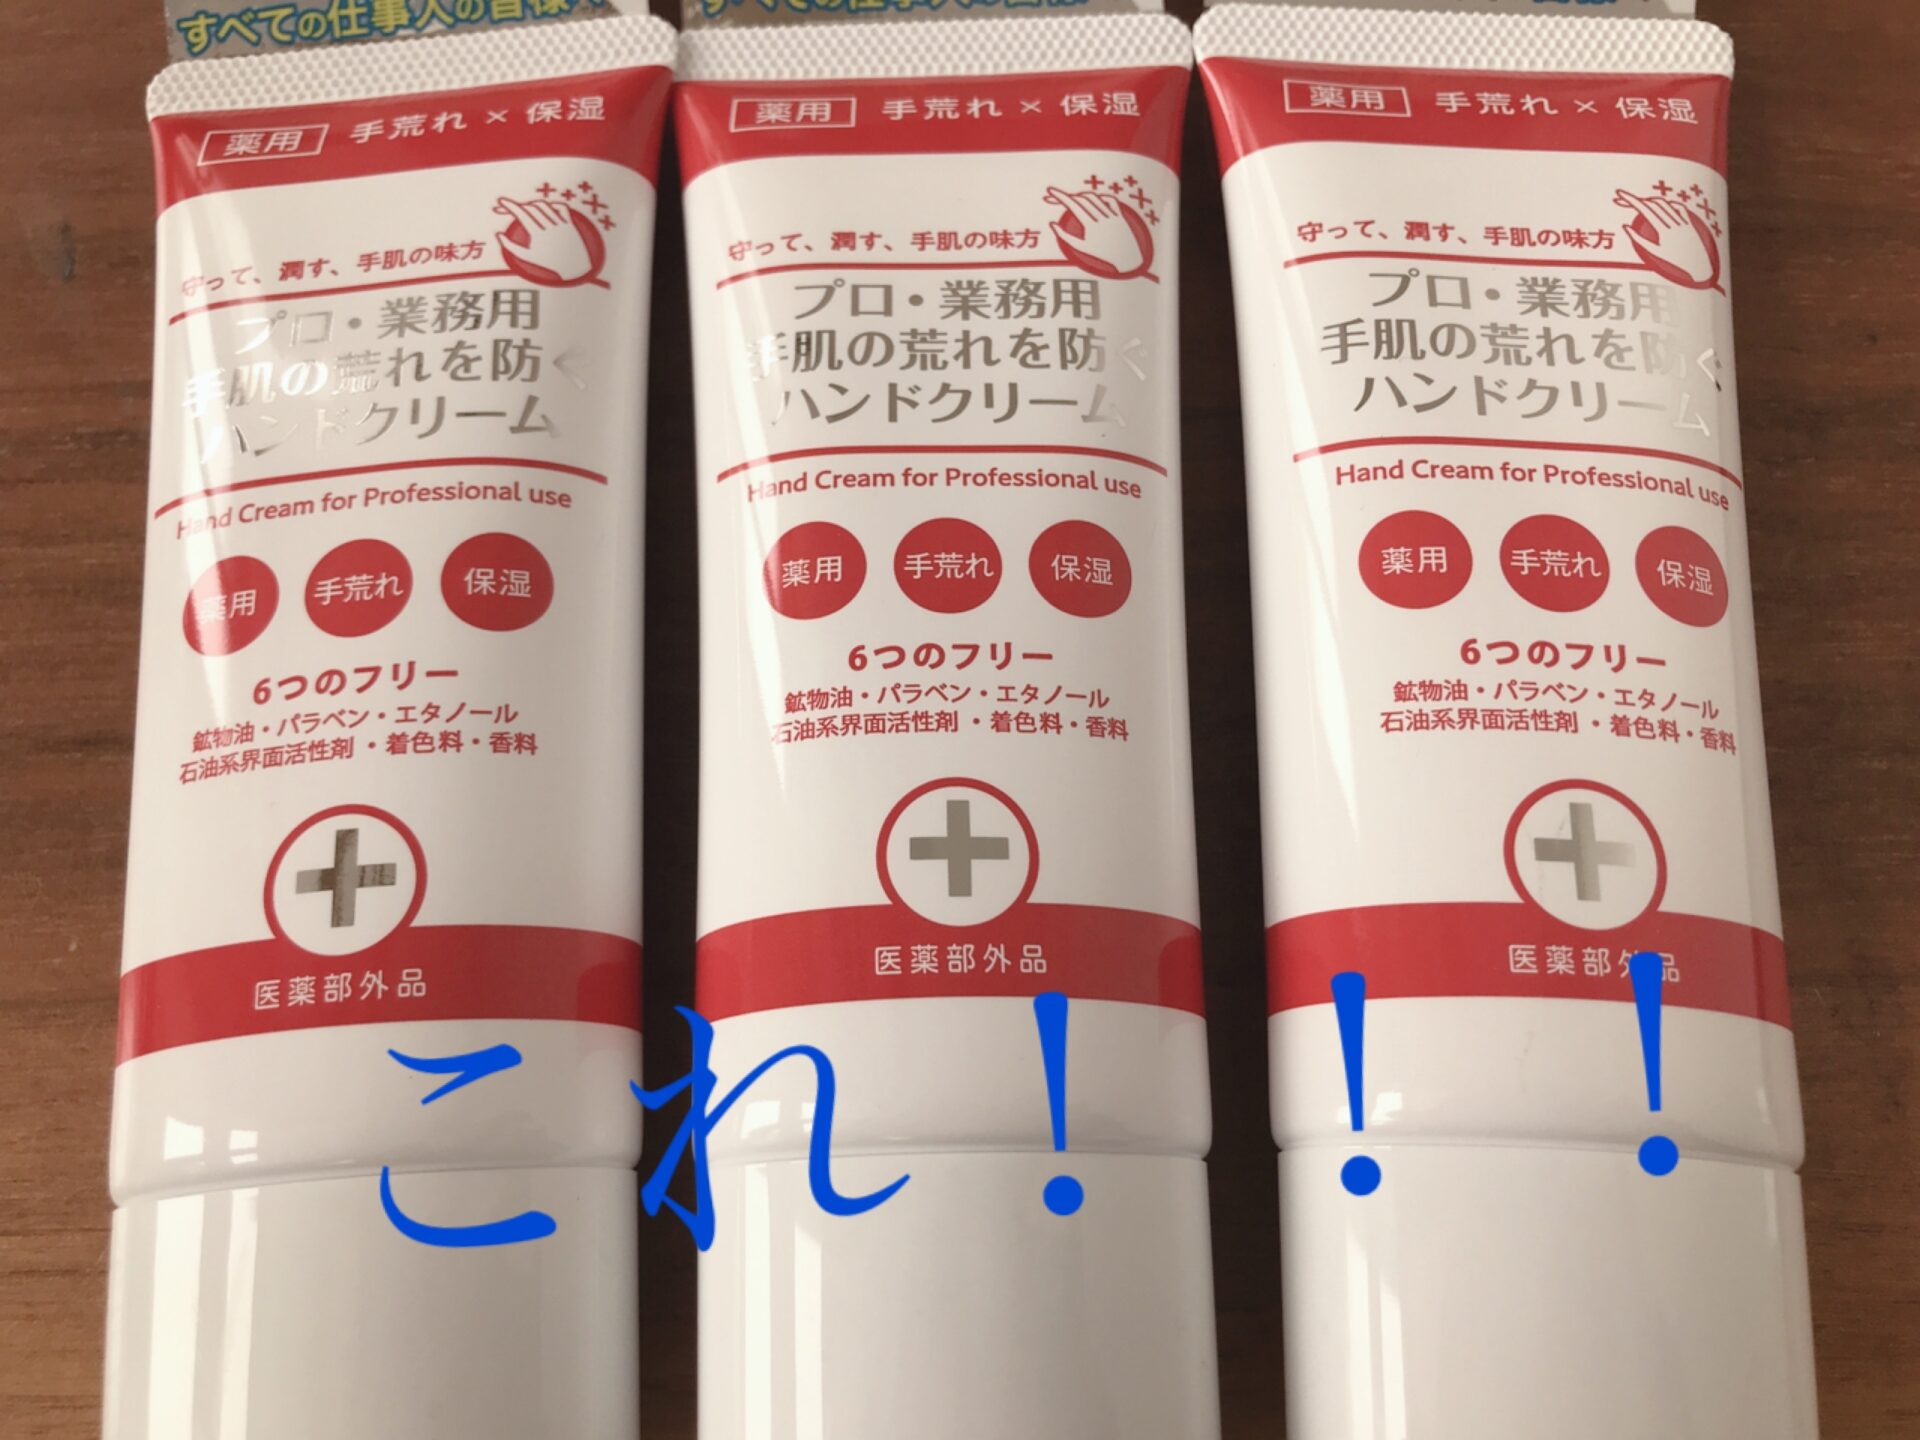 すべての仕事人の皆様へ
薬用 手荒れ×保湿
守って、潤す、手肌の味方
プロ・業務用
手肌の荒れを防ぐ
ハンドクリーム
Hand Cream for Professional use
薬用 手荒れ 保湿
6つのフリー
鉱物油・パラベン・エタノール
石油系界面活性剤・着色料・香料
医薬部外品
すべての仕事人の皆様へ
薬用 手荒れ×保湿
守って、潤す、手肌の味方
プロ・業務用
手肌の荒れを防ぐ
ハンドクリーム
Hand Cream for Professional use
薬用 手荒れ 保湿
6つのフリー
鉱物油・パラベン・エタノール
石油系界面活性剤・着色料・香料
医薬部外品
薬用 手荒れ×保湿
守って、潤す、手肌の味方
プロ・業務用
手肌の荒れを防ぐ
ハンドクリーム
Hand Cream for Professional use
薬用 手荒れ 保湿
6つのフリー
鉱物油・パラベン・エタノール
石油系界面活性剤・着色料・香料
医薬部外品
これ！！！